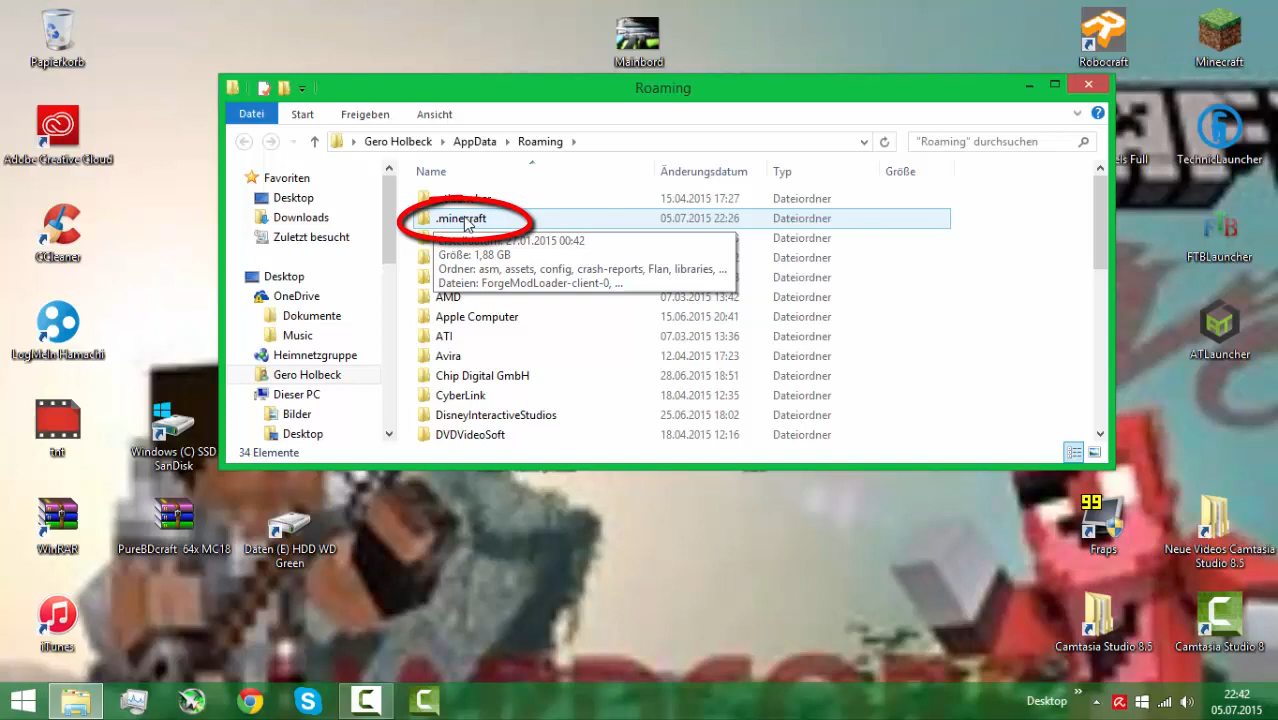 Papierkorb
Mainbord
Robocraft
Minecraft
Roaming
Datei
Start
Freigeben
Ansicht
Gero Holbeck
AppData
Roaming
"Roaming" durchsuchen
Adobe Creative Cloud
ls Full
TechnicLauncher
Name
Änderungsdatum
Typ
Größe
Favoriten
Desktop
Downloads
Zuletzt besucht
Desktop
OneDrive
Dokumente
Music
Heimnetzgruppe
Gero Holbeck
Dieser PC
Bilder
Desktop
15.04.2015 17:27
Dateiordner
.minecraft
05.07.2015 22:26
Dateiordner
Dateiordner
Dateiordner
Dateiordner
Erstelldatum: 27.01.2015 00:42
Größe: 1,88 GB
Ordner: asm, assets, config, crash-reports, Flan, libraries, ...
Dateien: ForgeModLoader-client-0, ...
AMD
07.03.2015 13:42
Dateiordner
Apple Computer
15.06.2015 20:41
Dateiordner
ATI
07.03.2015 13:36
Dateiordner
Avira
12.04.2015 17:23
Dateiordner
Chip Digital GmbH
28.06.2015 18:51
Dateiordner
CyberLink
18.04.2015 12:35
Dateiordner
DisneyInteractiveStudios
25.06.2015 18:02
Dateiordner
DVDVideoSoft
18.04.2015 12:16
Dateiordner
34 Elemente
CCleaner
FTB
FTBLauncher
LogMeIn Hamachi
ATLauncher
tnt
Windows (C) SSD
SanDisk
WinRAR
PureBDcraft 64x MC18
Daten (E) HDD WD
Green
99
Fraps
Neue Videos Camtasia
Studio 8.5
iTunes
Camtasia Studio 8.5
Camtasia Studio 8
Desktop
22:42
05.07.2015